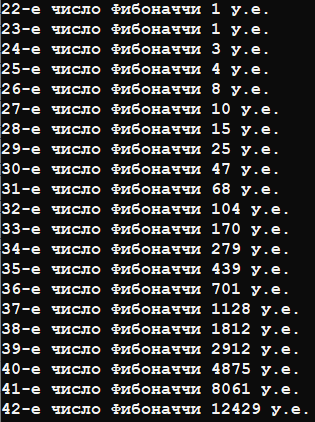 22-е число Фибоначчи 1 у.е.
23-е число Фибоначчи 1 у.е.
24-е число Фибоначчи 3 у.е.
25-е число Фибоначчи 4 у.е.
26-е число Фибоначчи 8 у.е.
27-е число Фибоначчи 10 у.е.
28-е число Фибоначчи 15 у.е.
29-е число Фибоначчи 25 у.е.
30-е число Фибоначчи 47 у.е.
31-е число Фибоначчи 68 у.е.
32-е число Фибоначчи 104 у.е.
33-е число Фибоначчи 170 у.е.
34-е число Фибоначчи 279 у.е.
35-е число Фибоначчи 439 у.е.
36-е число Фибоначчи 701 у.е.
37-е число Фибоначчи 1128 у.е.
38-е число Фибоначчи 1812 у.е.
39-е число Фибоначчи 2912 у.е.
40-е число Фибоначчи 4875 у.е.
41-е число Фибоначчи 8061 у.е.
42-е число Фибоначчи 12429 у.е.